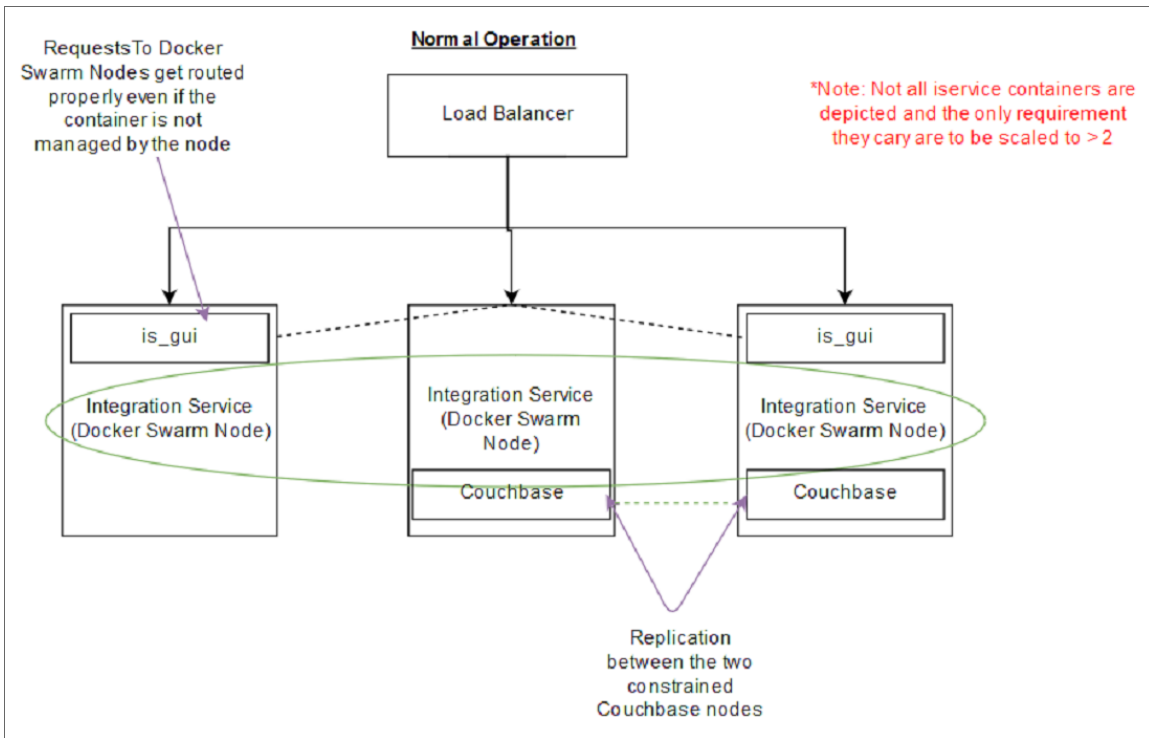 Normal Operation
RequestsTo Docker
Swarm Nodes get routed
properly even if the
container is not
managed by the node
Load Balancer
*Note: Not all iservice containers are
depicted and the only requirement
they cary are to be scaled to > 2
is_gui
Integration Service
(Docker Swarm Node)
Integration Service
(Docker Swarm
Node)
Couchbase
is_gui
Integration Service
(Docker Swarm Node)
Couchbase
Replication
between the two
constrained
Couchbase nodes